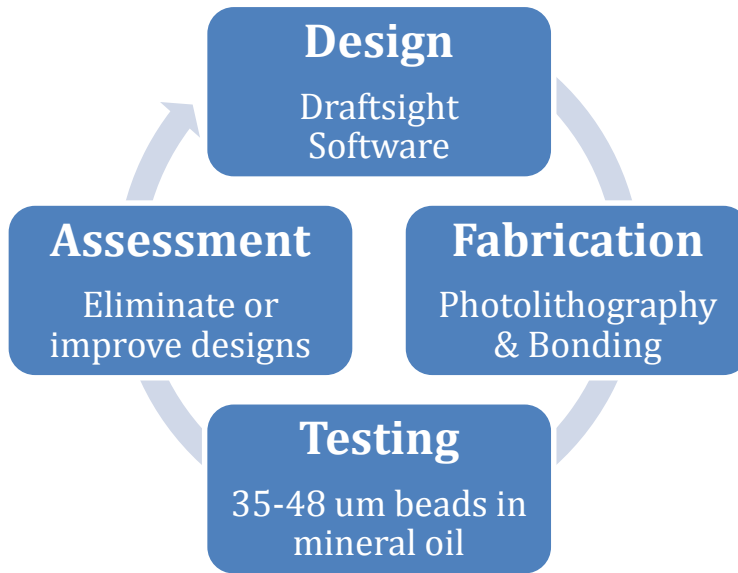 Design
Draftsight
Software
Assessment
Eliminate or
improve designs
Fabrication
Photolithography
& Bonding
Testing
35-48 um beads in
mineral oil